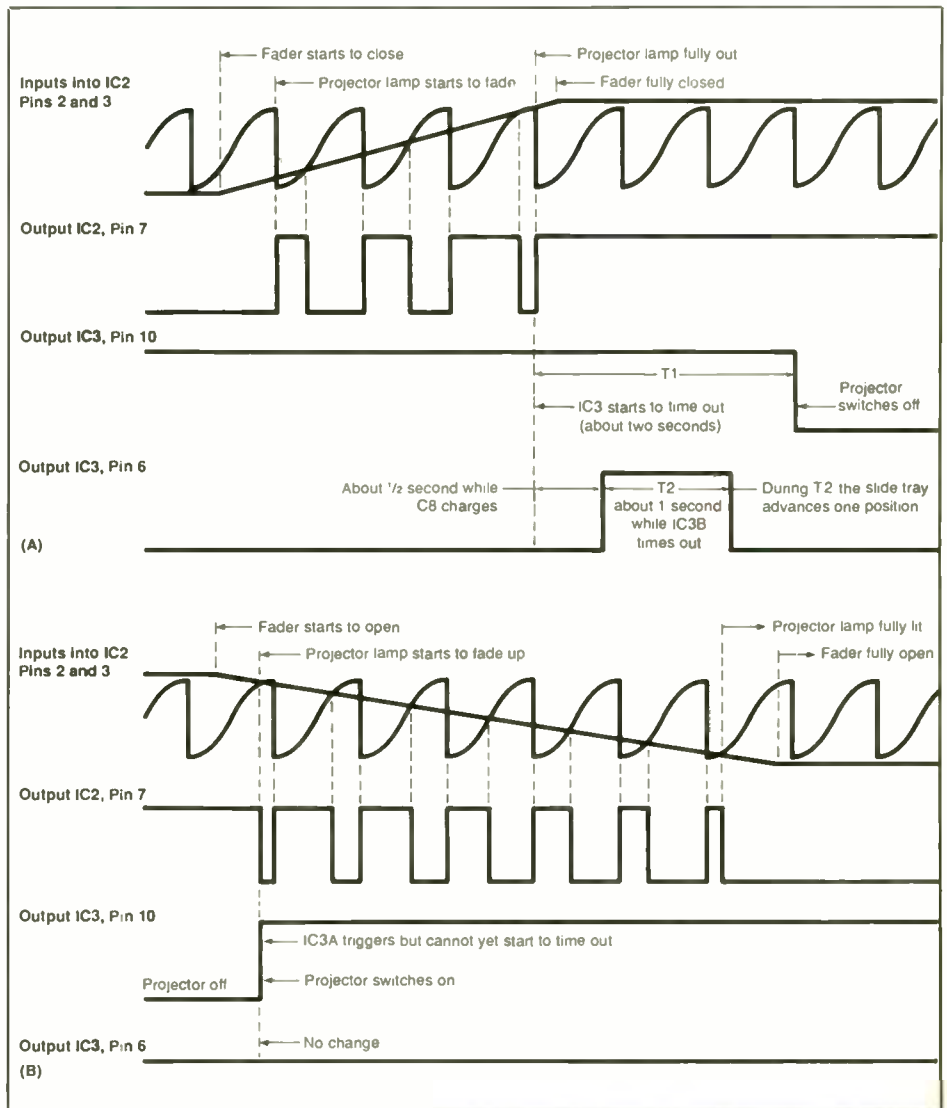 Fader starts to close
Projector lamp fully out
Inputs into IC2
Pins 2 and 3
Projector lamp starts to fade
Fader fully closed
Output IC2, Pin 7
Output IC3, Pin 10
T1
IC3 starts to time out
(about two seconds)
Projector
switches off
Output IC3, Pin 6
About 1/2 second while
C8 charges
T2
about 1 second
while IC3B
times out
During T2 the slide tray
advances one position
(A)
Fader starts to open
Projector lamp fully lit
Inputs into IC2
Pins 2 and 3
Projector lamp starts to fade up
Fader fully open
Output IC2, Pin 7
Output IC3, Pin 10
IC3A triggers but cannot yet start to time out
Projector off
Projector switches on
Output IC3, Pin 6
No change
(B)